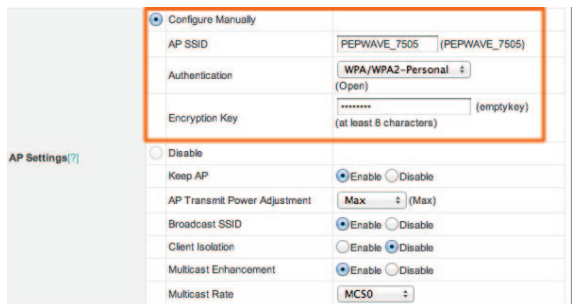 Configure Manually
AP SSID PEPWAVE_7505 (PEPWAVE_7505)
Authentication WPA/WPA2-Personal
(Open)
Encryption Key •••••••• (emptykey)
(at least 8 characters)
AP Settings[?]
Disable
Keep AP Enable Disable
AP Transmit Power Adjustment Max (Max)
Broadcast SSID Enable Disable
Client Isolation Enable Disable
Multicast Enhancement Enable Disable
Multicast Rate MCS0